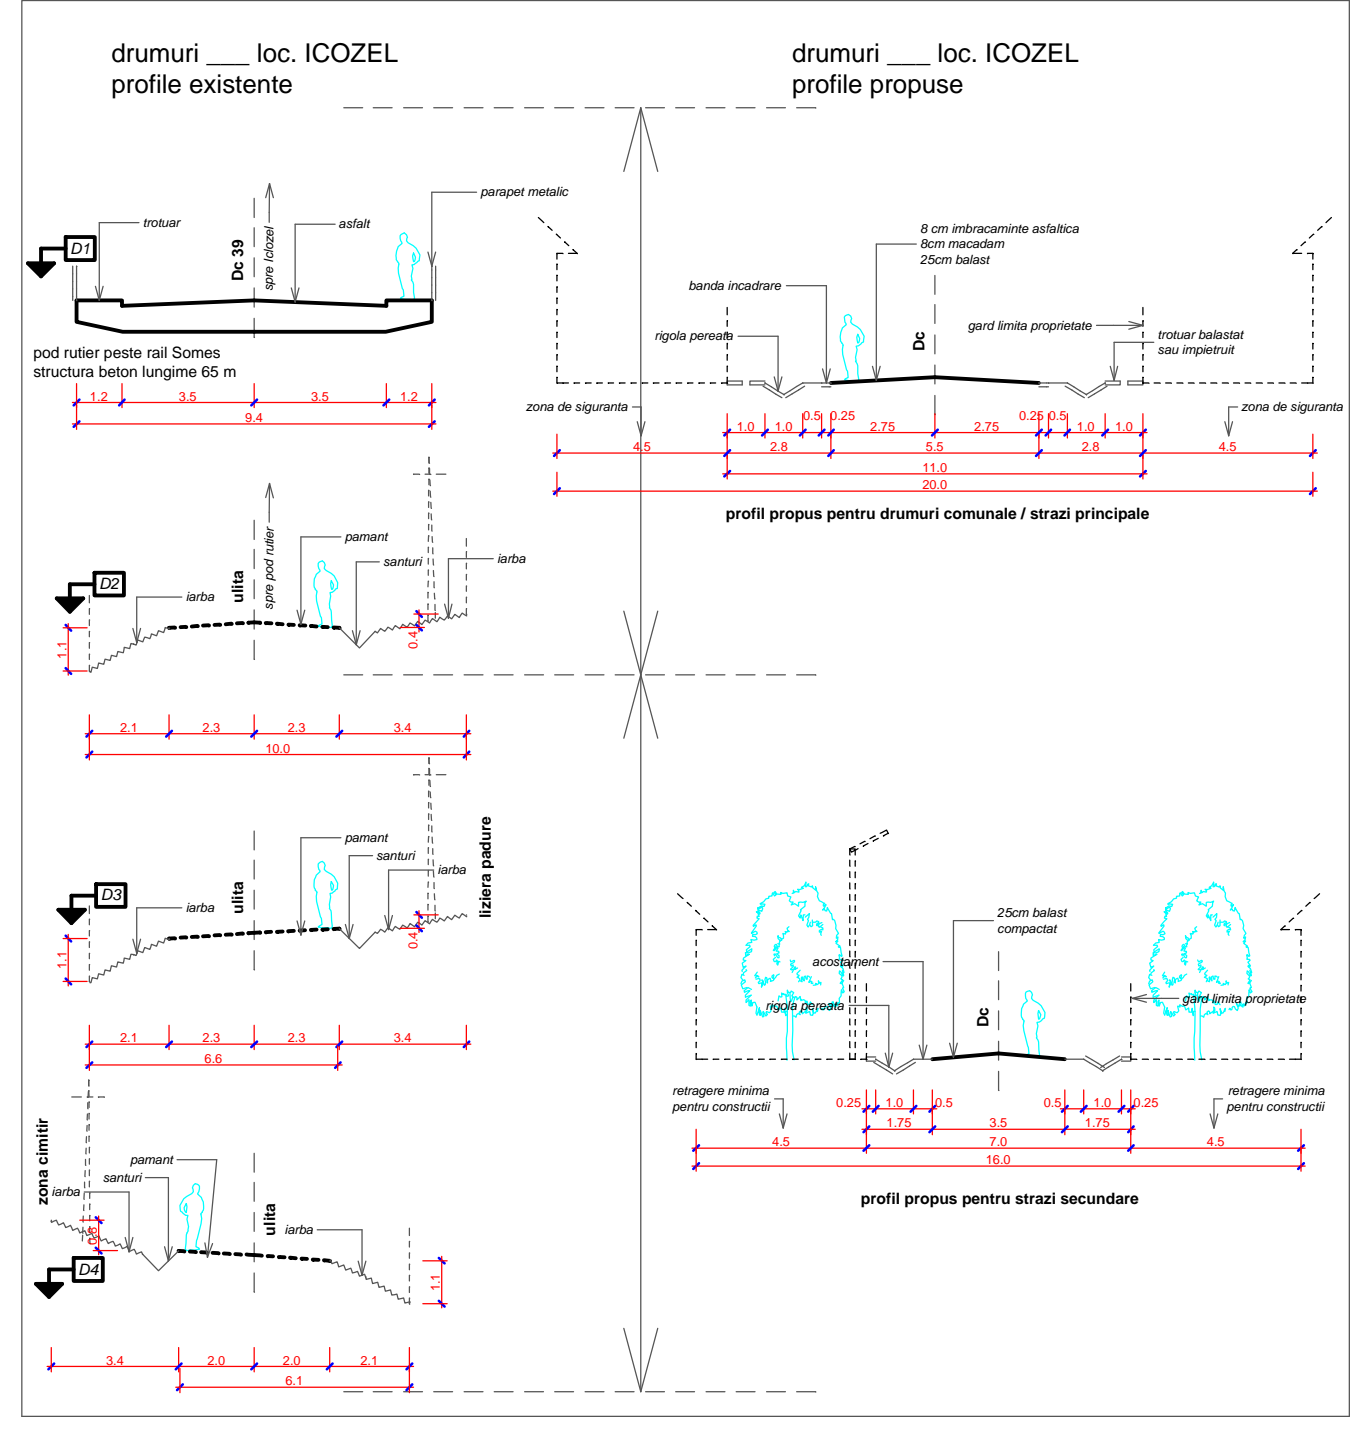 drumuri ___ loc. ICOZEL
profile existente
drumuri ___ loc. ICOZEL
profile propuse
trotuar
Dc 39
spre Iclozel
asfalt
parapet metalic
D1
pod rutier peste rail Somes
structura beton lungime 65 m
1.2
3.5
3.5
1.2
9.4
8 cm imbracaminte asfaltica
8cm macadam
25cm balast
banda incadrare
rigola pereata
Dc
gard limita proprietate
trotuar balastat
sau impietruit
zona de siguranta
zona de siguranta
0.5
0.25
0.25
0.5
1.0
1.0
2.75
2.75
1.0
1.0
4.5
2.8
5.5
2.8
4.5
11.0
20.0
profil propus pentru drumuri comunale / strazi principale
D2
iarba
ulita
spre pod rutier
pamant
santuri
iarba
1.1
0.4
2.1
2.3
2.3
3.4
10.0
D3
iarba
ulita
pamant
santuri
iarba
liziera padure
1.1
0.4
2.1
2.3
2.3
3.4
6.6
25cm balast
compactat
acostament
rigola pereata
Dc
gard limita proprietate
retragere minima
pentru constructii
retragere minima
pentru constructii
0.25
1.0
0.5
0.5
1.0
0.25
1.75
3.5
1.75
4.5
7.0
4.5
16.0
profil propus pentru strazi secundare
zona cimitir
pamant
santuri
iarba
ulita
iarba
D4
1.1
3.4
2.0
2.0
2.1
6.1